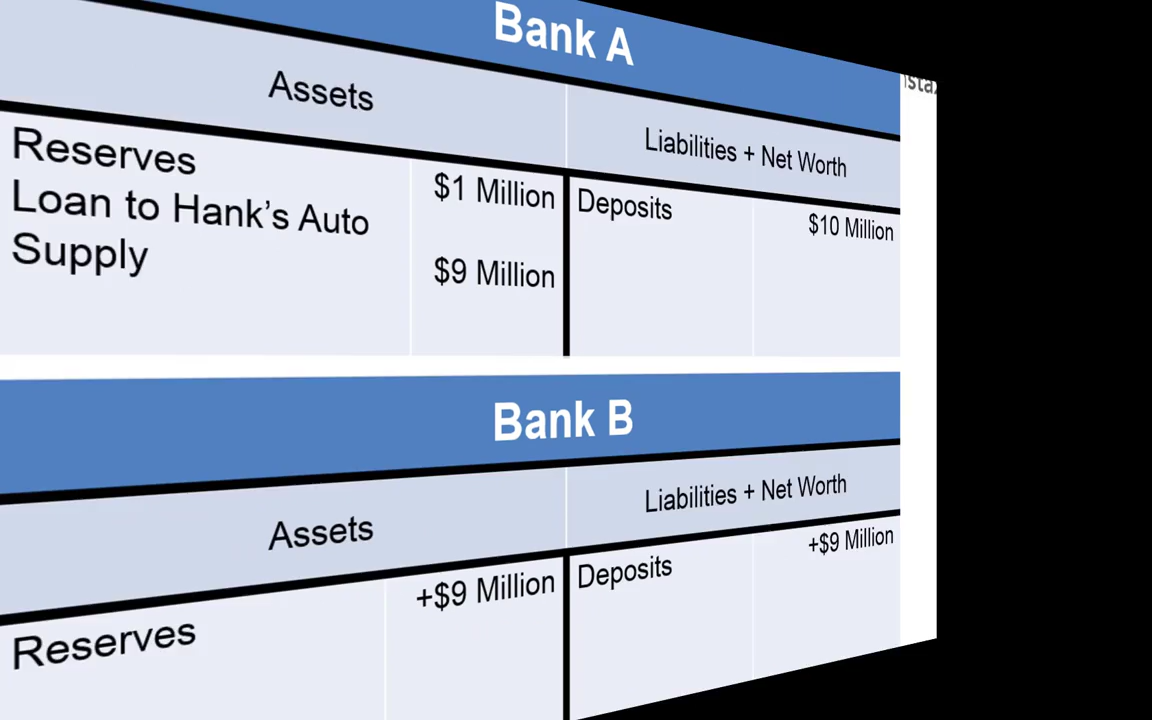 Bank A
Assets
Liabilities + Net Worth
Reserves
Loan to Hank's Auto
Supply
$1 Million
$9 Million
Deposits
$10 Million
Bank B
Assets
Liabilities + Net Worth
Reserves
+$9 Million
Deposits
+$9 Million